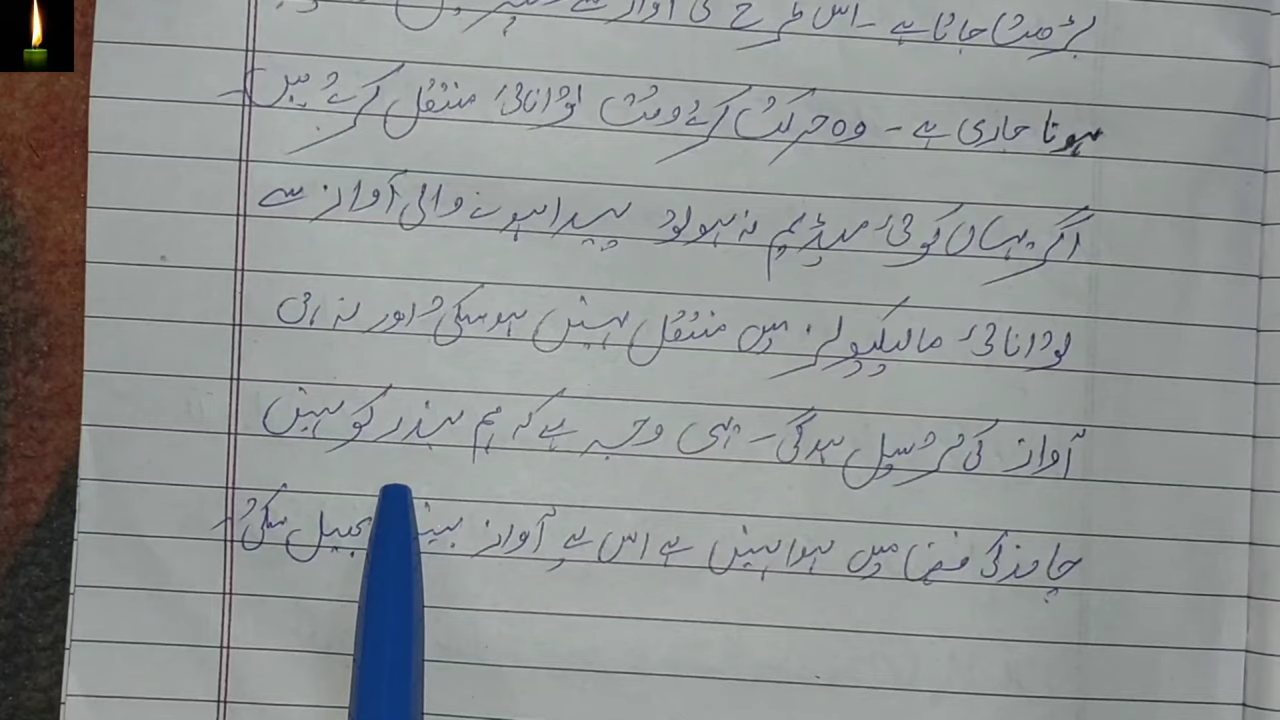 بڑھتا جاتا ہے ۔ اس طرح کی آواز سے
ہوتا جاری ہے ۔ وہ حرکت کرتے وقت توانائی منتقل کرتے ہیں۔
اگر یہاں کوئی میڈیم نہ ہو تو پیدا ہونے والی آواز سے
توانائی مالیکیولز میں منتقل نہیں ہو سکتی اور نہ ہی
آواز کی ترسیل ہو گی ۔ یہی وجہ ہے کہ ہم کو نہیں
چاند کی فضا میں ہوا نہیں ہے اس لیے آواز پھیل سکتی۔